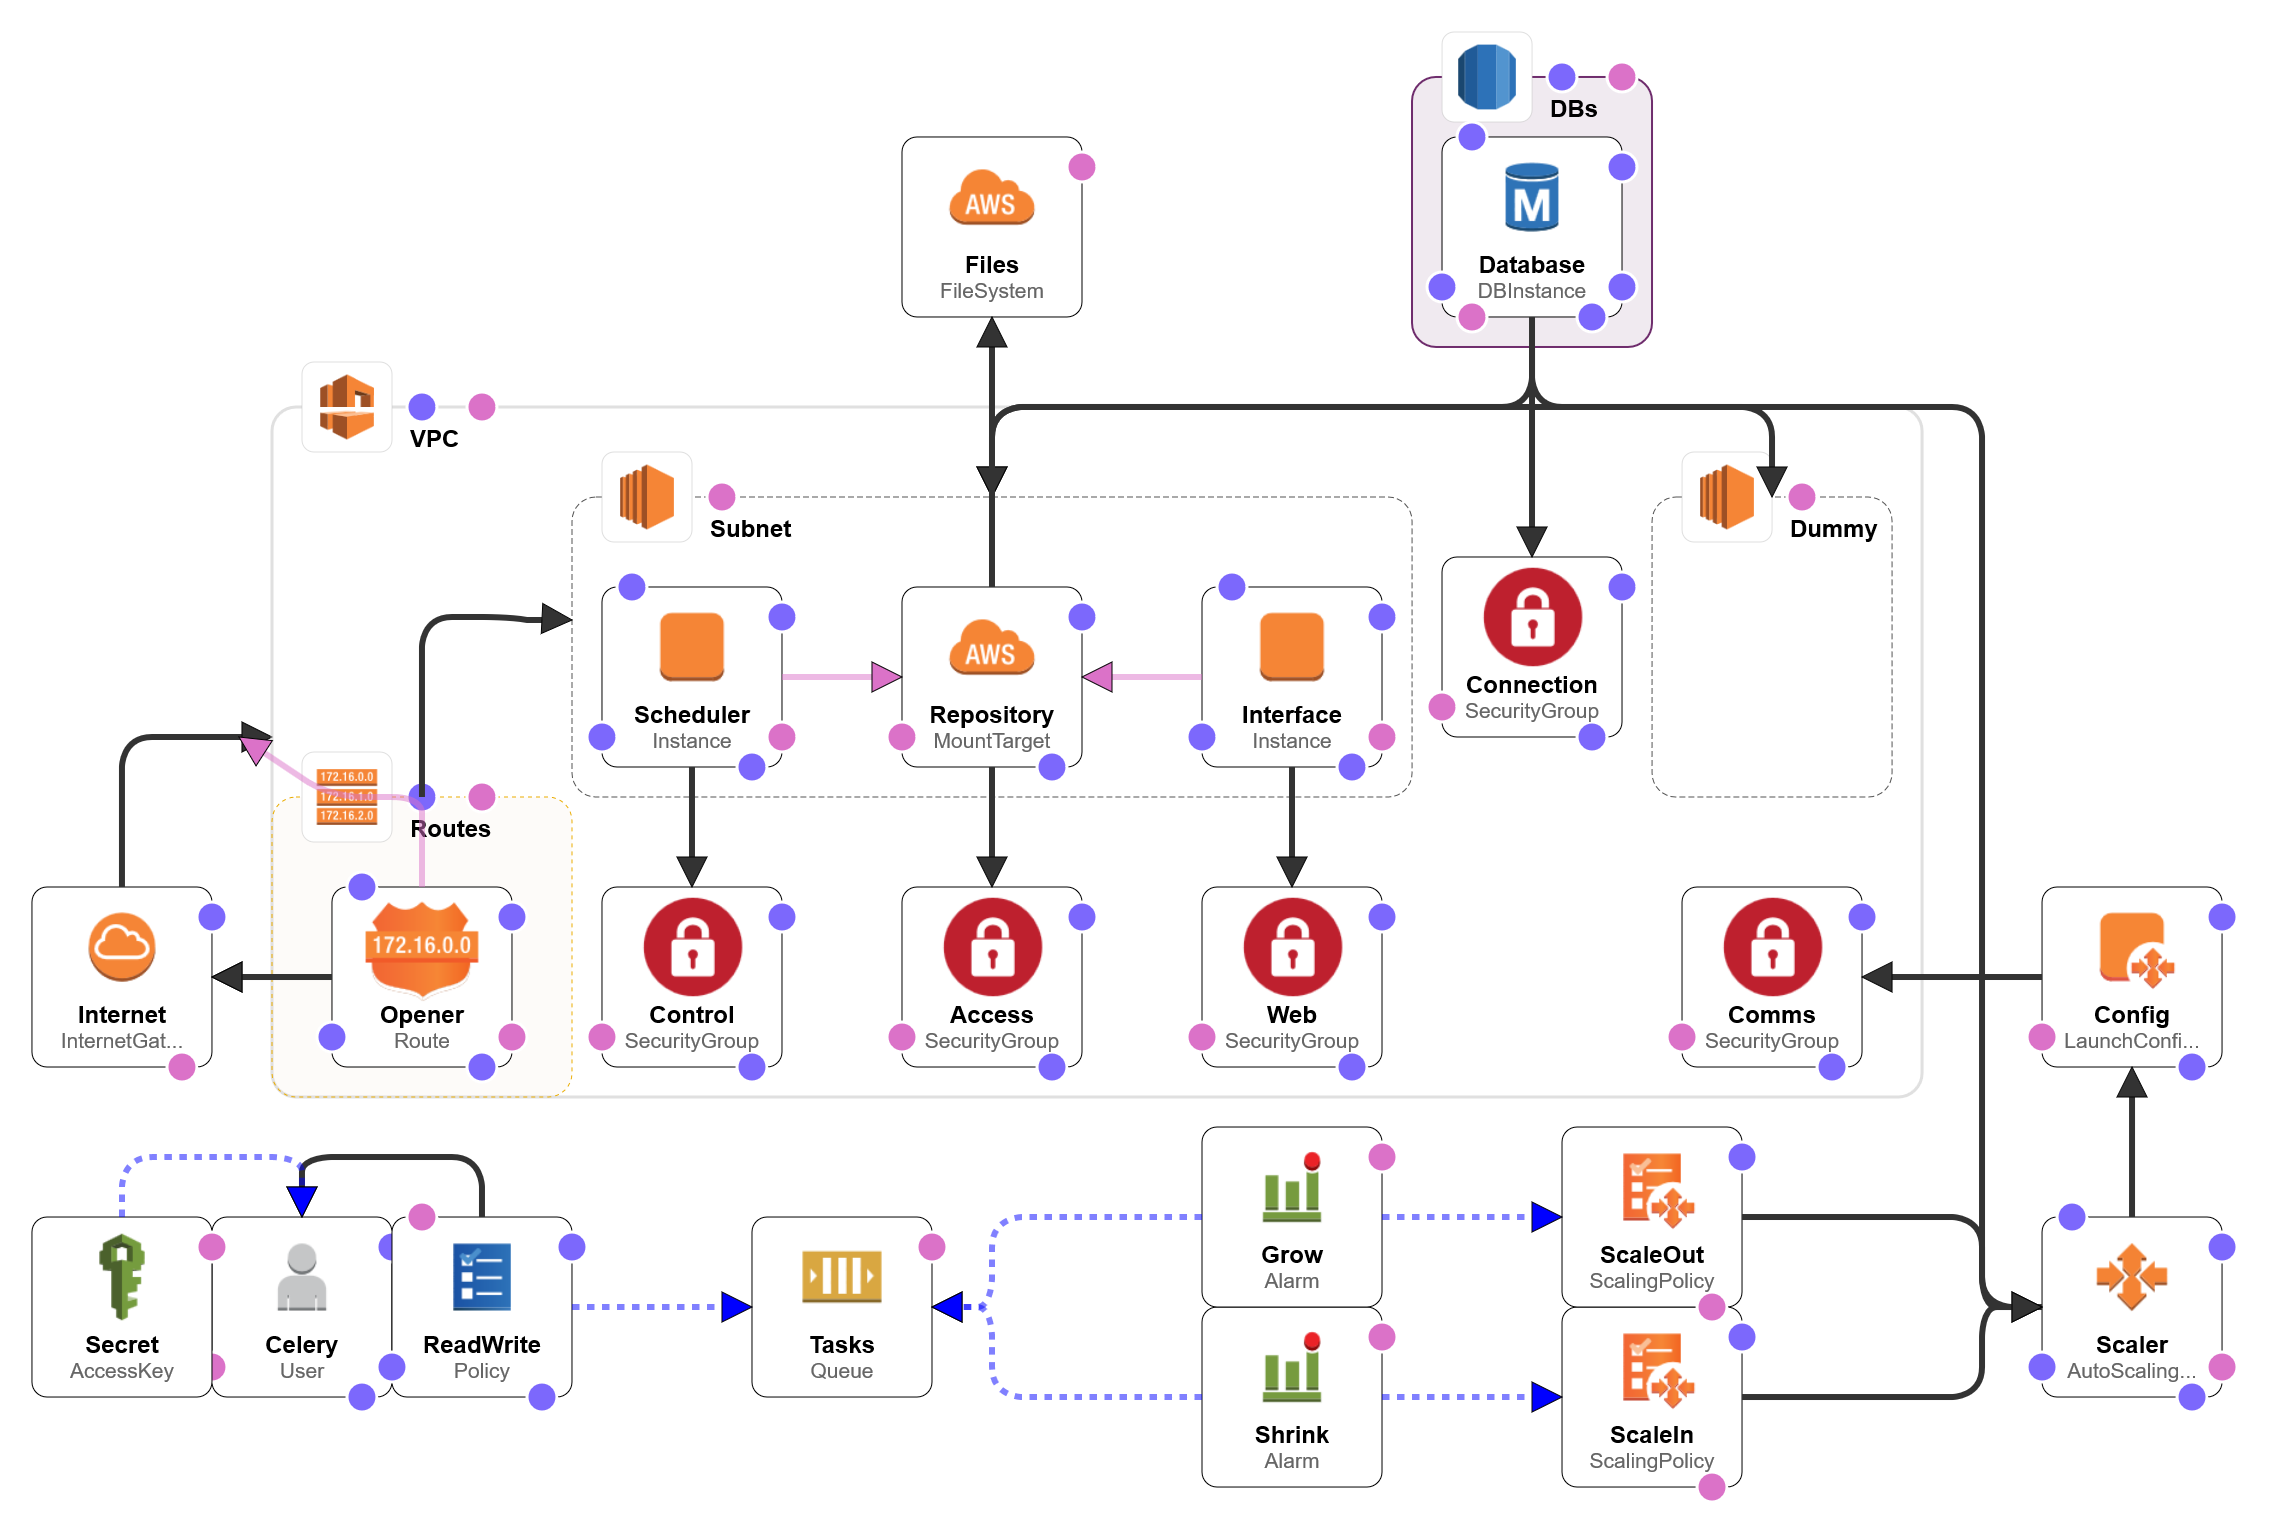 DBs
AWS
Files
FileSystem
M
Database
DBInstance
VPC
Subnet
Dummy
Scheduler
Instance
AWS
Repository
MountTarget
Interface
Instance
Connection
SecurityGroup
172.16.0.0
172.16.1.0
172.16.2.0
Routes
Internet
InternetGat...
172.16.0.0
Opener
Route
Control
SecurityGroup
Access
SecurityGroup
Web
SecurityGroup
Comms
SecurityGroup
Config
LaunchConfi...
Secret
AccessKey
Celery
User
ReadWrite
Policy
Tasks
Queue
Grow
Alarm
ScaleOut
ScalingPolicy
Scaler
AutoScaling...
Shrink
Alarm
ScaleIn
ScalingPolicy